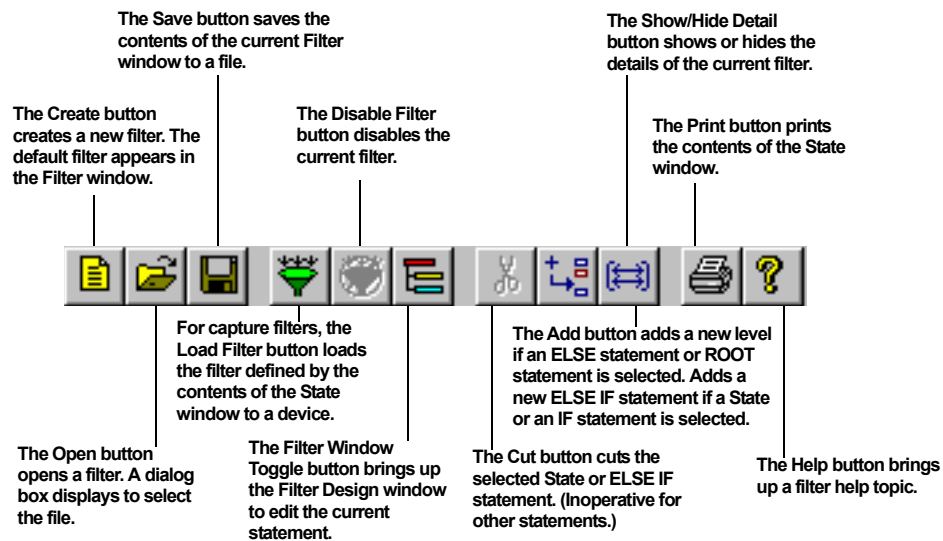 The Save button saves the
contents of the current Filter
window to a file.
The Show/Hide Detail
button shows or hides the
details of the current filter.
The Create button
creates a new filter. The
default filter appears in
the Filter window.
The Disable Filter
button disables the
current filter.
The Print button prints
the contents of the State
window.
For capture filters, the
Load Filter button loads
the filter defined by the
contents of the State
window to a device.
The Add button adds a new level
if an ELSE statement or ROOT
statement is selected. Adds a
new ELSE IF statement if a State
or an IF statement is selected.
The Open button
opens a filter. A dialog
box displays to select
the file.
The Filter Window
Toggle button brings up
the Filter Design window
to edit the current
statement.
The Cut button cuts the
selected State or ELSE IF
statement. (Inoperative for
other statements.)
The Help button brings
up a filter help topic.